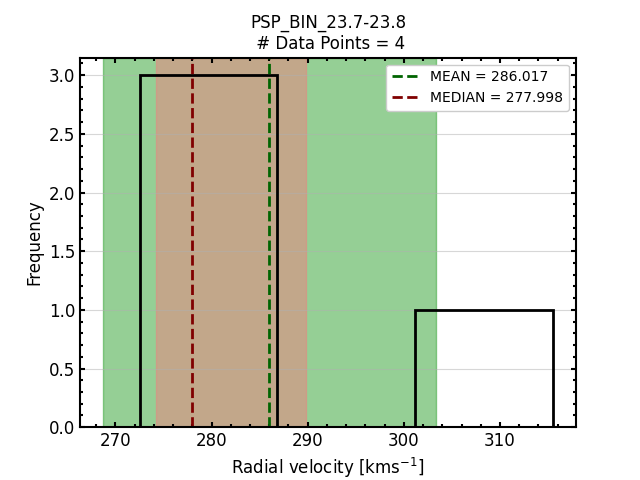 PSP_BIN_23.7-23.8
# Data Points = 4
MEAN = 286.017
MEDIAN = 277.998
Frequency
3.0
2.5
2.0
1.5
1.0
0.5
0.0
270 280 290 300 310
Radial velocity [kms⁻¹]